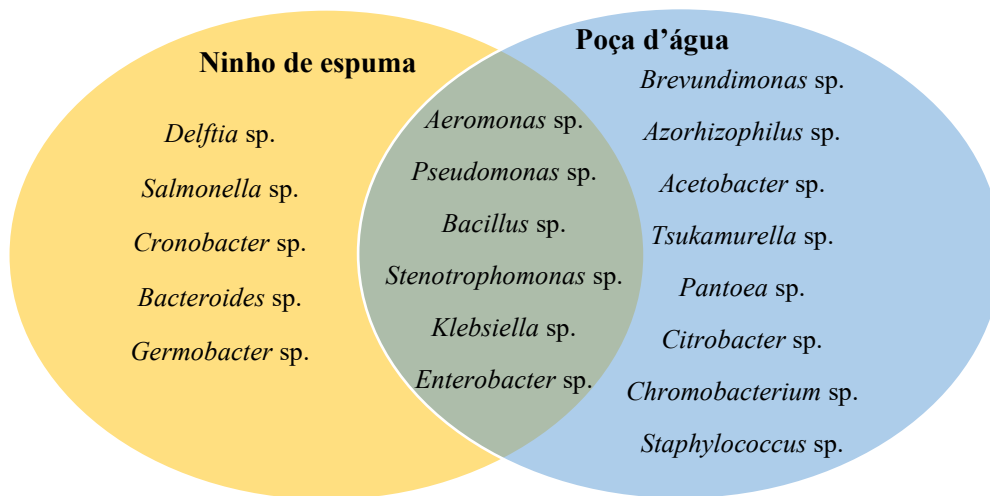 Ninho de espuma
Delftia sp.
Salmonella sp.
Cronobacter sp.
Bacteroides sp.
Germobacter sp.
Aeromonas sp.
Pseudomonas sp.
Bacillus sp.
Stenotrophomonas sp.
Klebsiella sp.
Enterobacter sp.
Poça d’água
Brevundimonas sp.
Azorhizophilus sp.
Acetobacter sp.
Tsukamurella sp.
Pantoea sp.
Citrobacter sp.
Chromobacterium sp.
Staphylococcus sp.